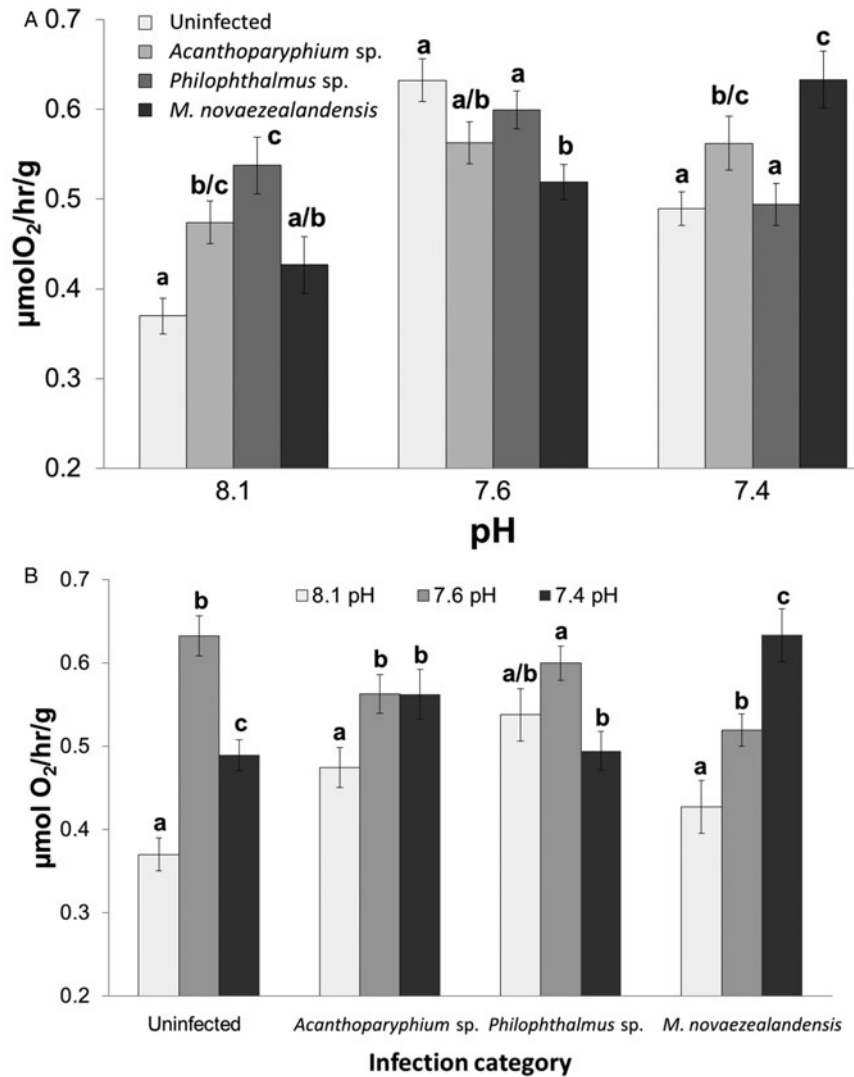 A
Uninfected
Acanthoparyphium sp.
Philophthalmus sp.
M. novaezealandensis
µmolO₂/hr/g
0.7
0.6
0.5
0.4
0.3
0.2
a
b/c
c
a/b
a
a/b
a
b
a
b/c
a
c
8.1
7.6
7.4
pH
B
8.1 pH
7.6 pH
7.4 pH
µmol O₂/hr/g
0.7
0.6
0.5
0.4
0.3
0.2
a
b
c
a
b
b
a/b
a
b
a
b
c
Uninfected
Acanthoparyphium sp.
Philophthalmus sp.
M. novaezealandensis
Infection category